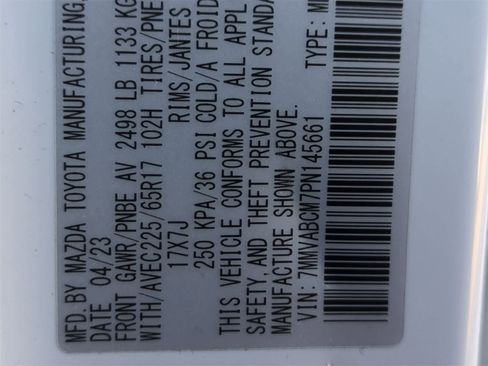 MFD. BY MAZDA TOYOTA MANUFACTURING,
DATE 04/23
FRONT GAWR/PNBE AV 2498 LB 1133 KG
WITH/AVEC225/65R17 102H TIRES/PNE
17X7J RIMS/JANTES
250 KPA/36 PSI COLD/A FROID
THIS VEHICLE CONFORMS TO ALL APPL
SAFETY, AND THEFT PREVENTION STANDA
MANUFACTURE SHOWN ABOVE.
VIN: 7MMVABCM7PN145661